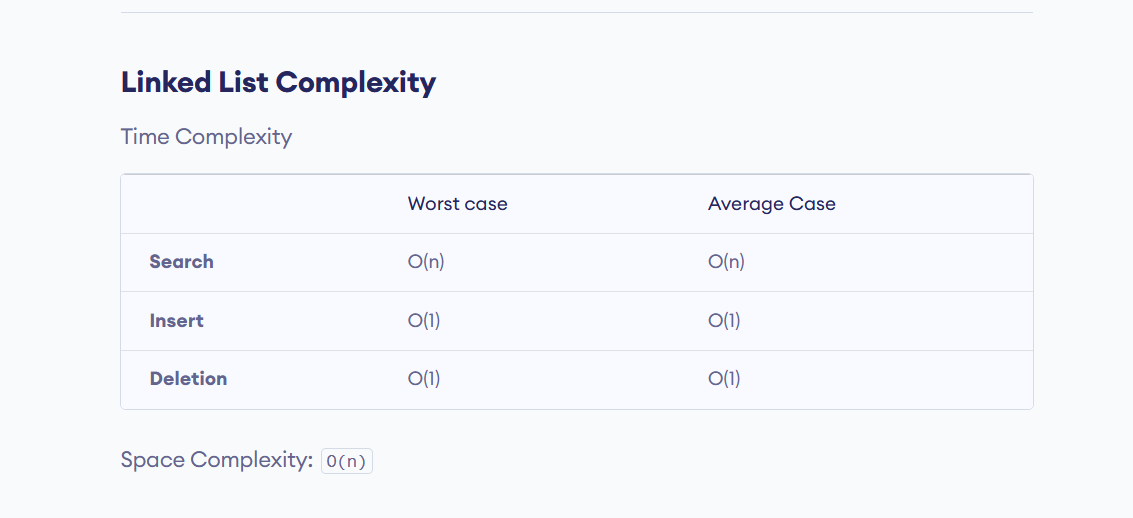 Linked List Complexity
Time Complexity
Worst case Average Case
Search O(n) O(n)
Insert O(1) O(1)
Deletion O(1) O(1)
Space Complexity: O(n)